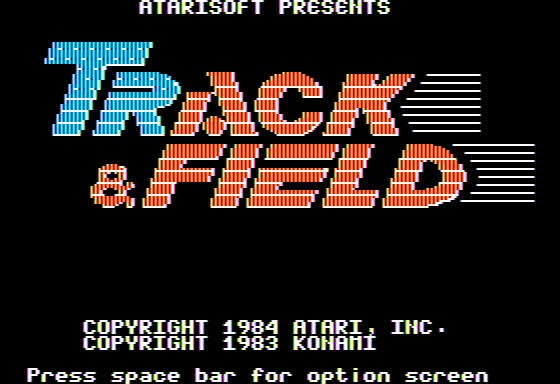 ATARISOFT PRESENTS
TRACK
& FIELD
COPYRIGHT 1984 ATARI, INC.
COPYRIGHT 1983 KONAMI
Press space bar for option screen